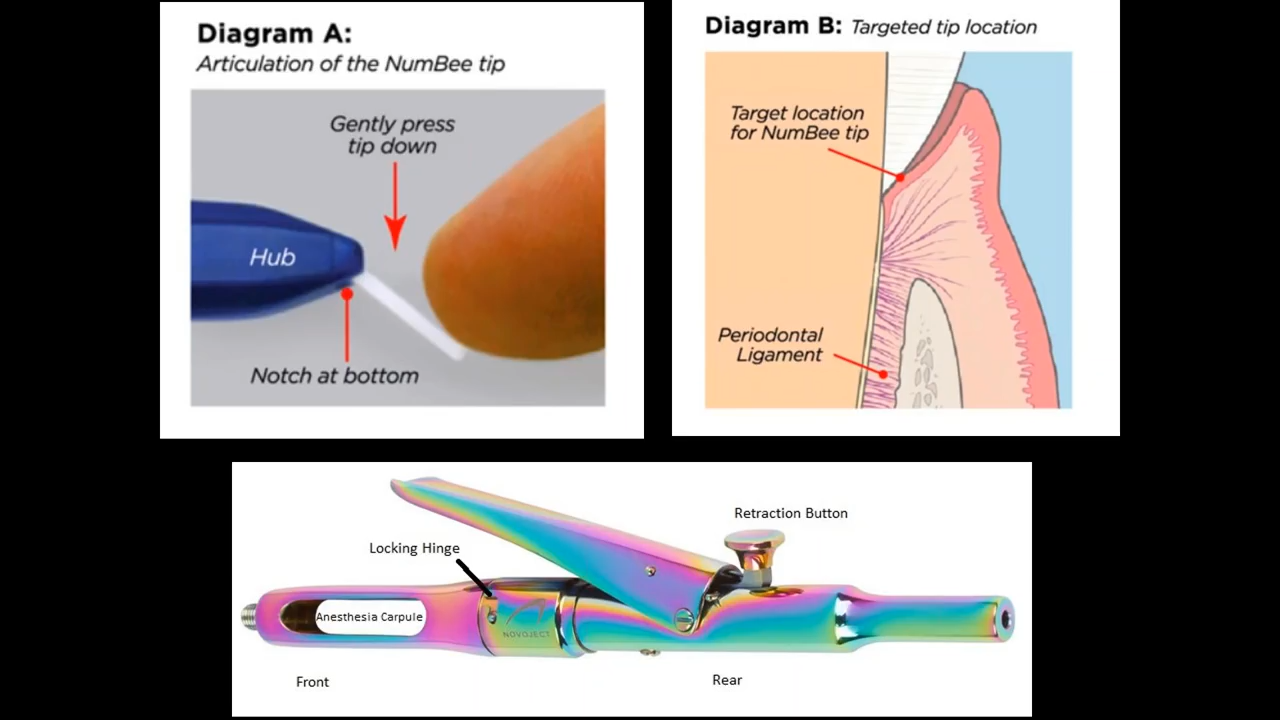 Diagram A:
Articulation of the NumBee tip
Gently press
tip down
Hub
Notch at bottom
Diagram B: Targeted tip location
Target location
for NumBee tip
Periodontal
Ligament
Retraction Button
Locking Hinge
Anesthesia Carpule
NOVOJECT
Front
Rear